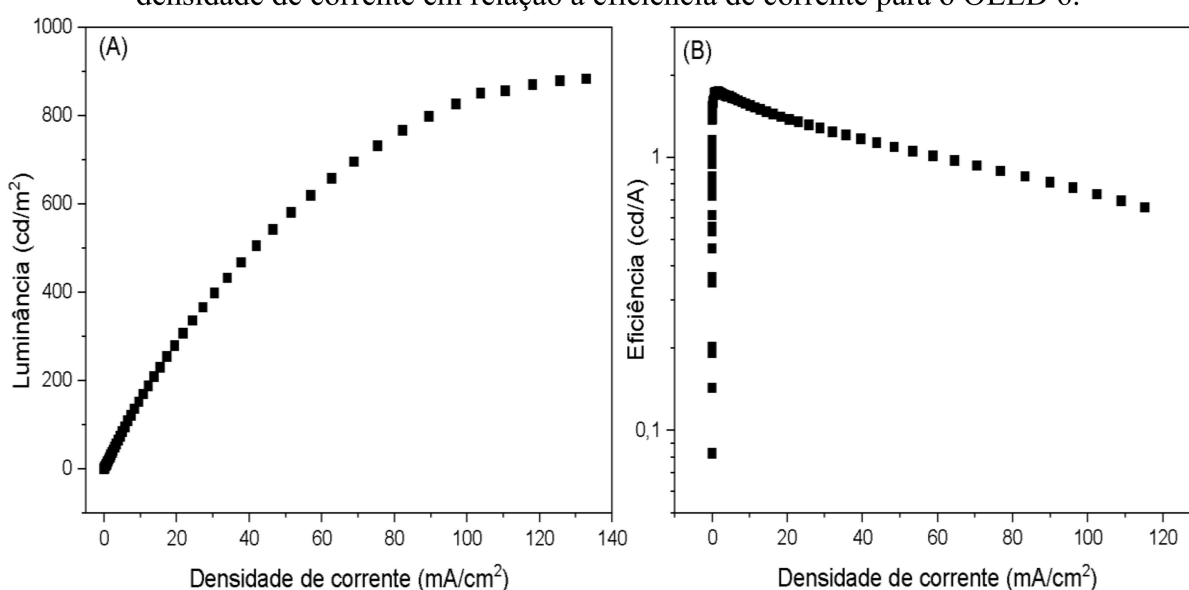 densidade de corrente em relação à eficiência de corrente para o OLED 6.
(A)
1000
800
600
400
200
0
Luminância (cd/m²)
0 20 40 60 80 100 120 140
Densidade de corrente (mA/cm²)
(B)
1
0,1
Eficiência (cd/A)
0 20 40 60 80 100 120
Densidade de corrente (mA/cm²)